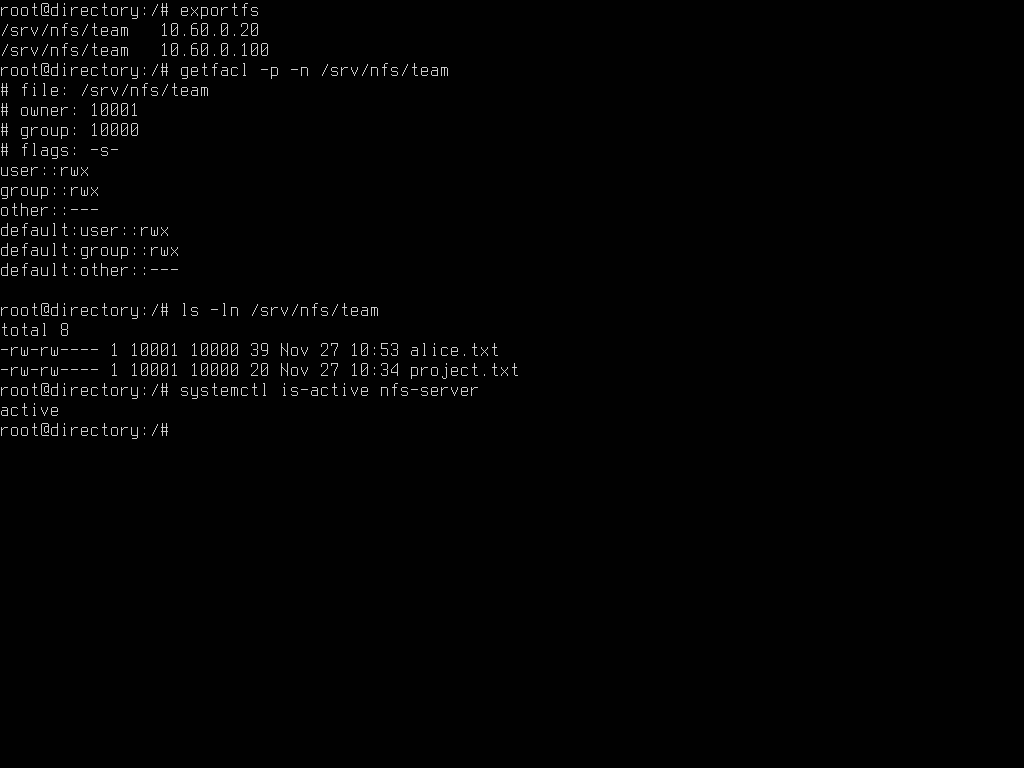 root@directory:/# exportfs
/srv/nfs/team   10.60.0.20
/srv/nfs/team   10.60.0.100
root@directory:/# getfacl -p -n /srv/nfs/team
# file: /srv/nfs/team
# owner: 10001
# group: 10000
# flags: -s-
user::rwx
group::rwx
other::---
default:user::rwx
default:group::rwx
default:other::---

root@directory:/# ls -ln /srv/nfs/team
total 8
-rw-rw---- 1 10001 10000 39 Nov 27 10:53 alice.txt
-rw-rw---- 1 10001 10000 20 Nov 27 10:34 project.txt
root@directory:/# systemctl is-active nfs-server
active
root@directory:/#